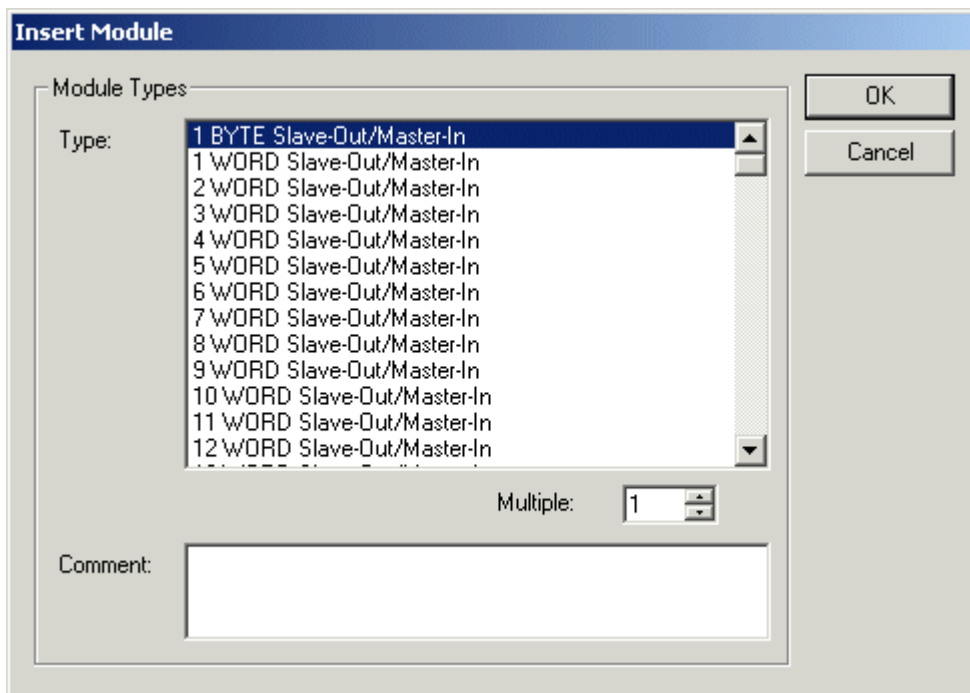 Insert Module
Module Types
OK
Type:
1 BYTE Slave-Out/Master-In
Cancel
1 WORD Slave-Out/Master-In
2 WORD Slave-Out/Master-In
3 WORD Slave-Out/Master-In
4 WORD Slave-Out/Master-In
5 WORD Slave-Out/Master-In
6 WORD Slave-Out/Master-In
7 WORD Slave-Out/Master-In
8 WORD Slave-Out/Master-In
9 WORD Slave-Out/Master-In
10 WORD Slave-Out/Master-In
11 WORD Slave-Out/Master-In
12 WORD Slave-Out/Master-In
Multiple: 1
Comment: